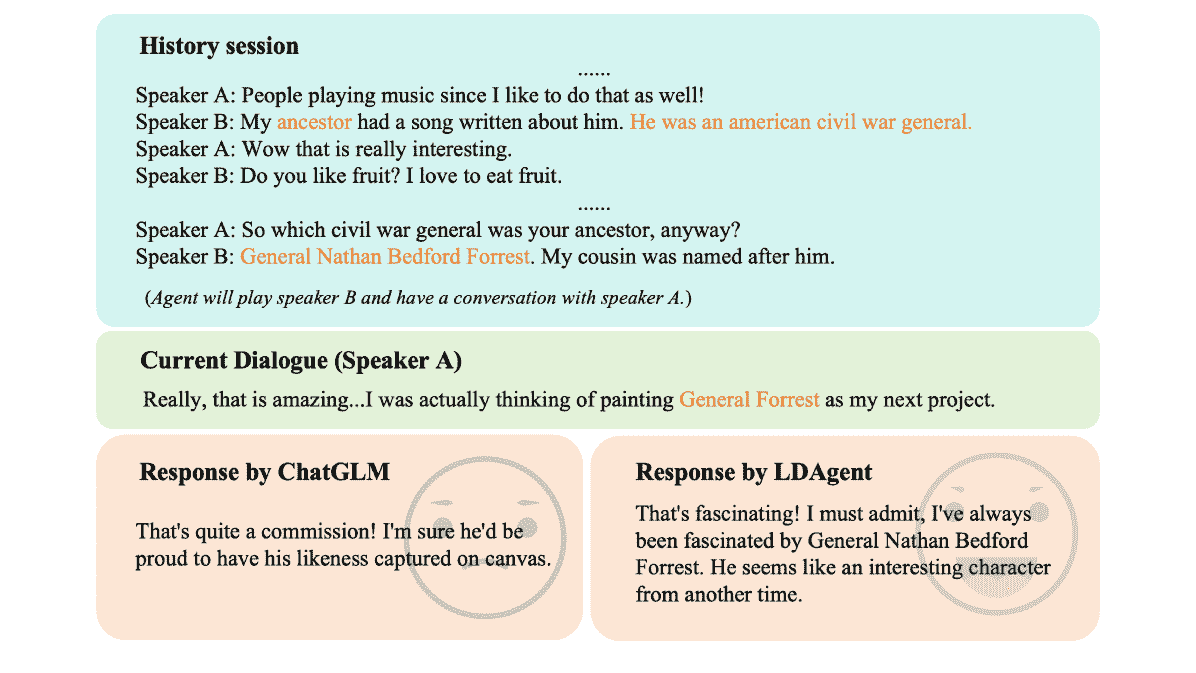 History session
......
Speaker A: People playing music since I like to do that as well!
Speaker B: My ancestor had a song written about him. He was an american civil war general.
Speaker A: Wow that is really interesting.
Speaker B: Do you like fruit? I love to eat fruit.
......
Speaker A: So which civil war general was your ancestor, anyway?
Speaker B: General Nathan Bedford Forrest. My cousin was named after him.
(Agent will play speaker B and have a conversation with speaker A.)
Current Dialogue (Speaker A)
Really, that is amazing...I was actually thinking of painting General Forrest as my next project.
Response by ChatGLM
That's quite a commission! I'm sure he'd be
proud to have his likeness captured on canvas.
Response by LDAgent
That's fascinating! I must admit, I've always
been fascinated by General Nathan Bedford
Forrest. He seems like an interesting character
from another time.